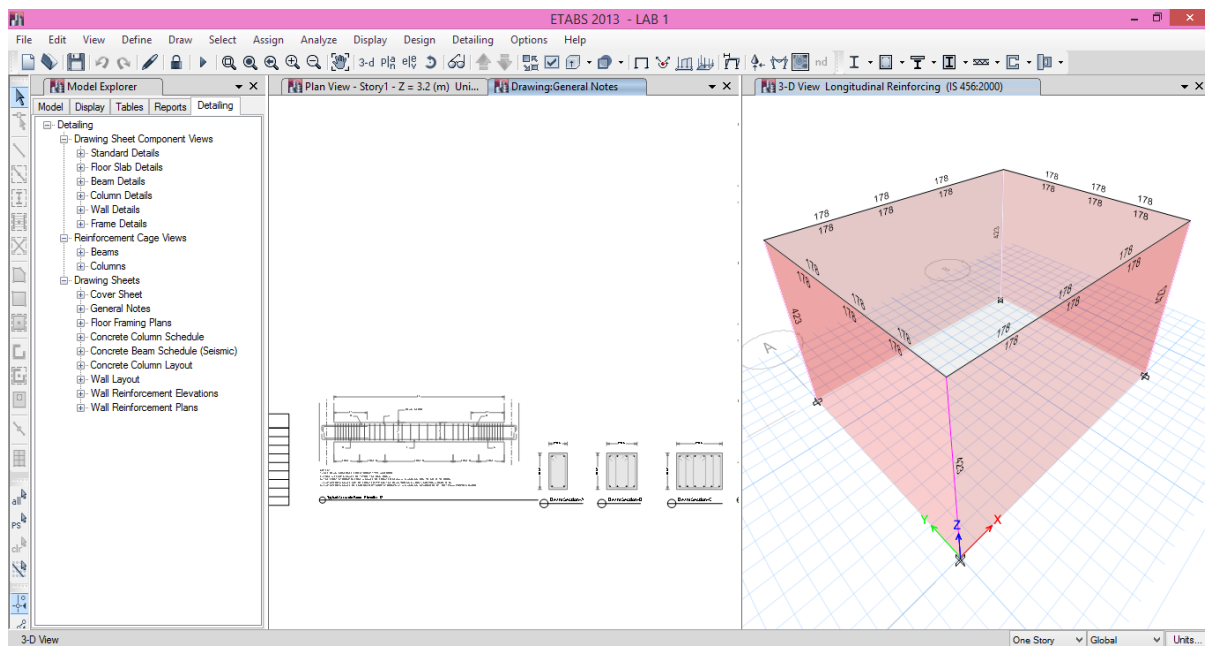 ETABS 2013 - LAB 1
File Edit View Define Draw Select Assign Analyze Display Design Detailing Options Help
3-d nd
Model Explorer
Plan View - Story1 - Z = 3.2 (m) Uni...
Drawing:General Notes
3-D View Longitudinal Reinforcing (IS 456:2000)
Model Display Tables Reports Detailing
Detailing
Drawing Sheet Component Views
Standard Details
Floor Slab Details
Beam Details
Column Details
Wall Details
Frame Details
Reinforcement Cage Views
Beams
Columns
Drawing Sheets
Cover Sheet
General Notes
Floor Framing Plans
Concrete Column Schedule
Concrete Beam Schedule (Seismic)
Concrete Column Layout
Wall Layout
Wall Reinforcement Elevations
Wall Reinforcement Plans
all
PS
clr
178 178 178 178
178 178 178 178
178 178 178 178
178 178 178 178
423
423
423
423
A
Y
Z
X
3-D View
One Story
Global
Units...